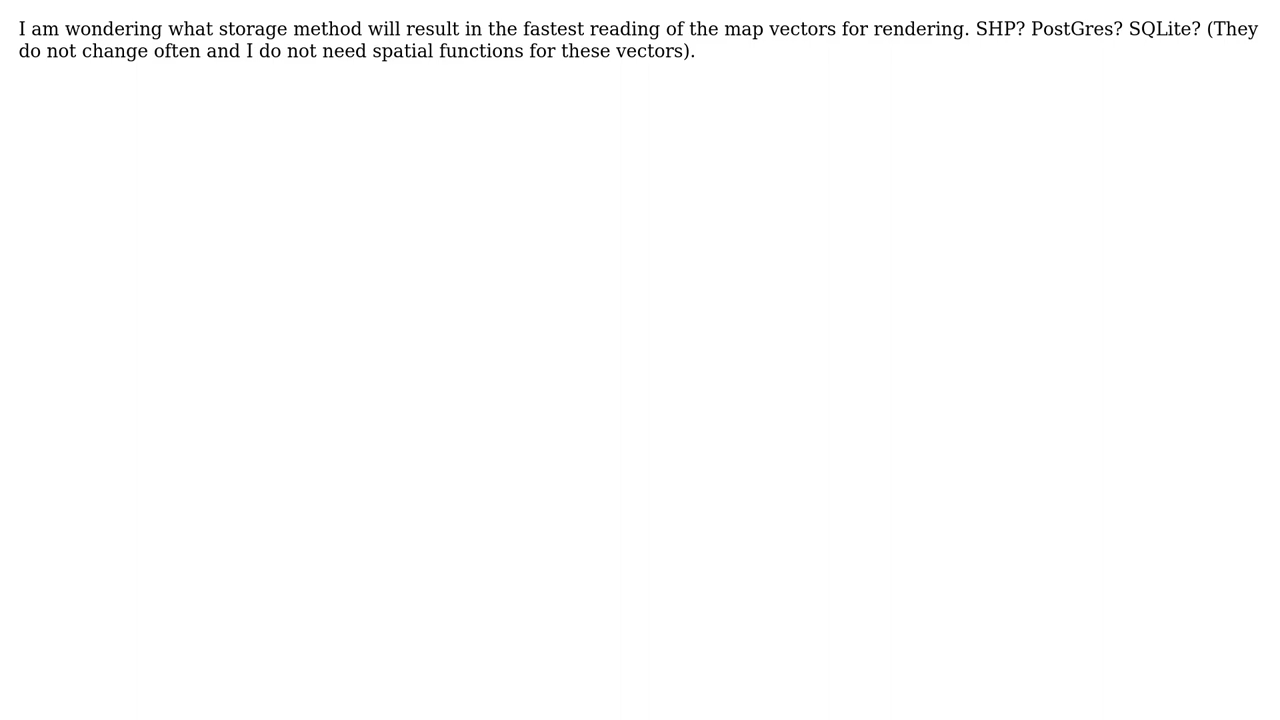 I am wondering what storage method will result in the fastest reading of the map vectors for rendering. SHP? PostGres? SQLite? (They
do not change often and I do not need spatial functions for these vectors).